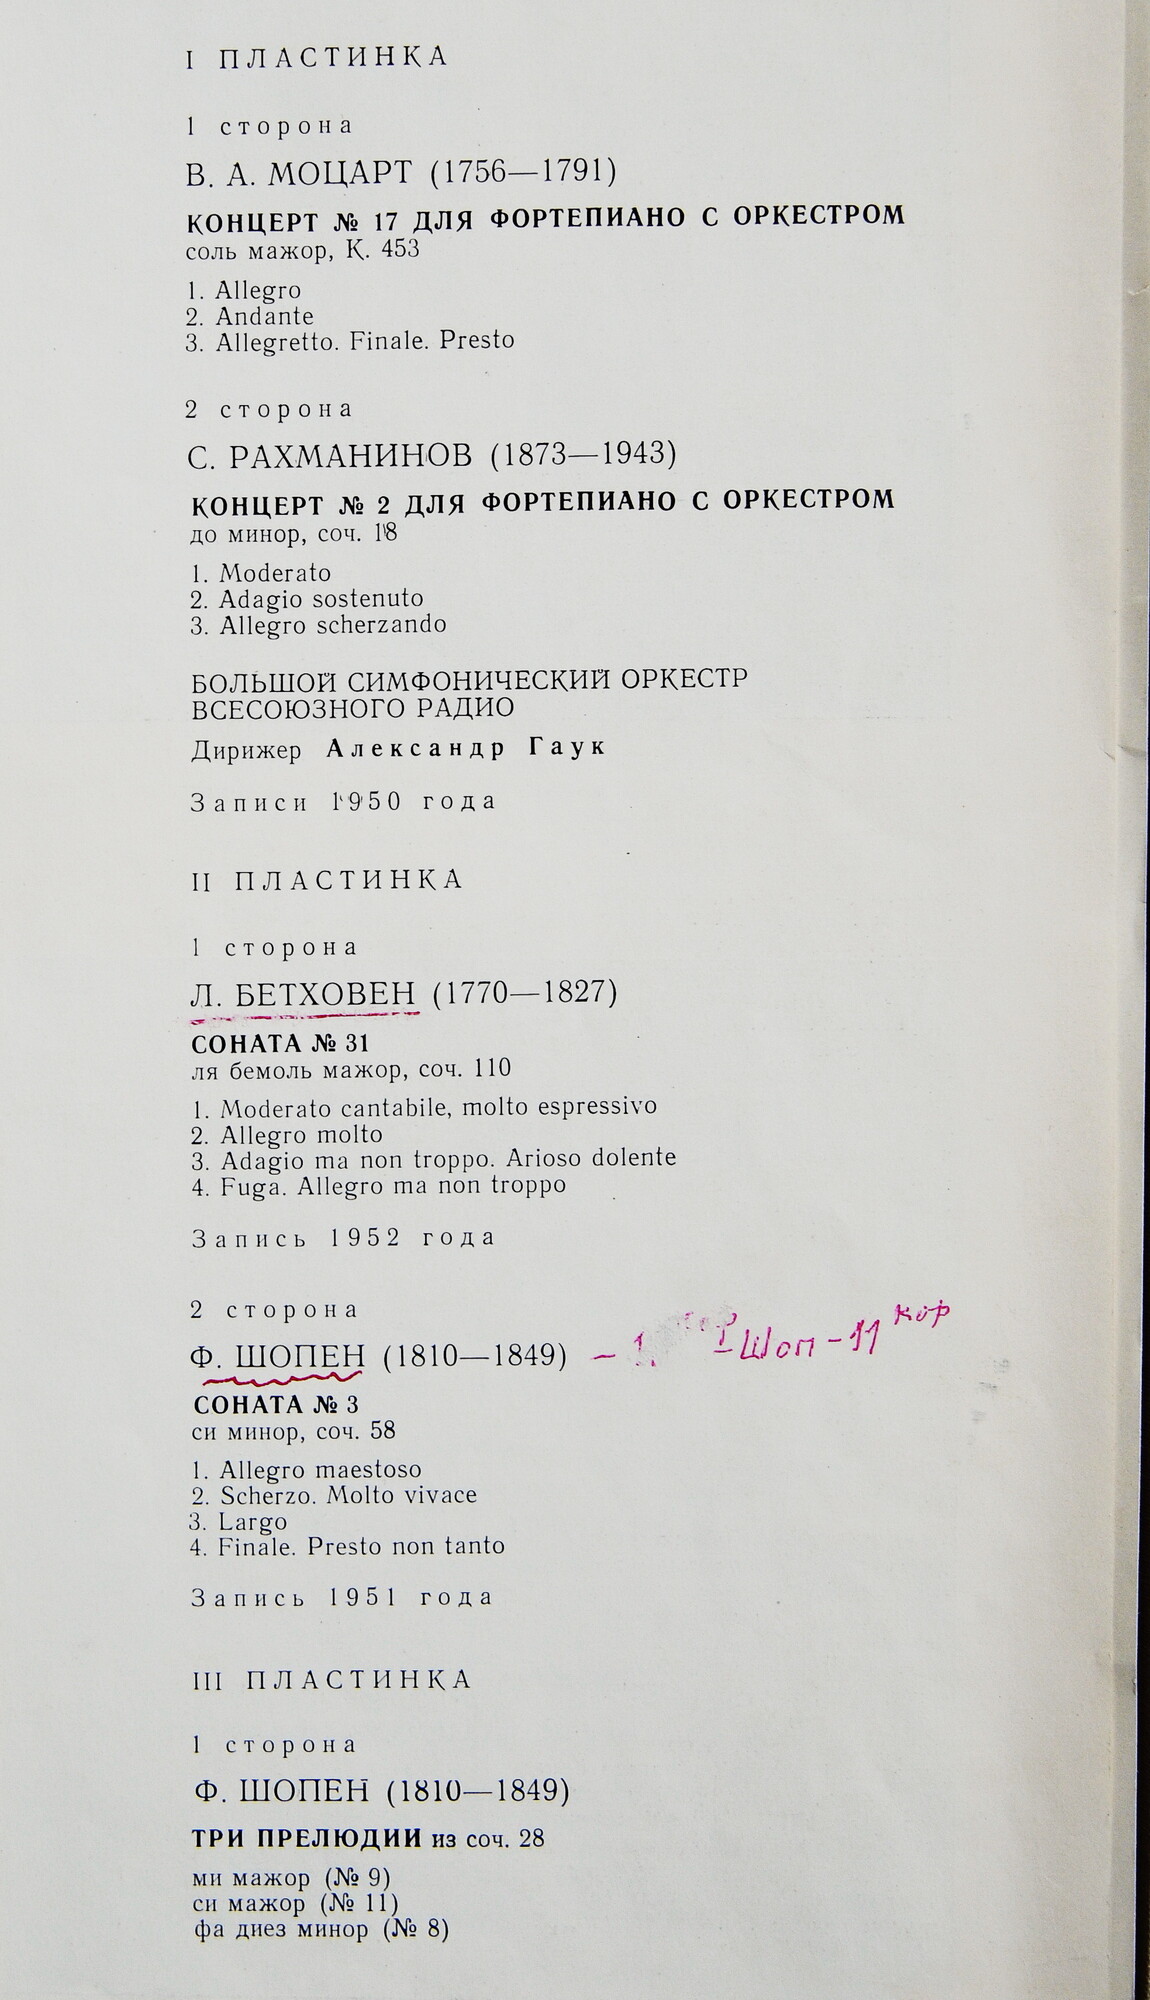 I ПЛАСТИНКА
1 сторона
В. А. МОЦАРТ (1756—1791)
КОНЦЕРТ № 17 ДЛЯ ФОРТЕПИАНО С ОРКЕСТРОМ
соль мажор, К. 453
1. Allegro
2. Andante
3. Allegretto. Finale. Presto
2 сторона
С. РАХМАНИНОВ (1873—1943)
КОНЦЕРТ № 2 ДЛЯ ФОРТЕПИАНО С ОРКЕСТРОМ
до минор, соч. 18
1. Moderato
2. Adagio sostenuto
3. Allegro scherzando
БОЛЬШОЙ СИМФОНИЧЕСКИЙ ОРКЕСТР
ВСЕСОЮЗНОГО РАДИО
Дирижер Александр Гаук
Записи 1950 года
II ПЛАСТИНКА
1 сторона
Л. БЕТХОВЕН (1770—1827)
СОНАТА № 31
ля бемоль мажор, соч. 110
1. Moderato cantabile, molto espressivo
2. Allegro molto
3. Adagio ma non troppo. Arioso dolente
4. Fuga. Allegro ma non troppo
Запись 1952 года
2 сторона
Ф. ШОПЕН (1810—1849) – Шоп – 11 кор
СОНАТА № 3
си минор, соч. 58
1. Allegro maestoso
2. Scherzo. Molto vivace
3. Largo
4. Finale. Presto non tanto
Запись 1951 года
III ПЛАСТИНКА
1 сторона
Ф. ШОПЕН (1810—1849)
ТРИ ПРЕЛЮДИИ из соч. 28
ми мажор (№ 9)
си мажор (№ 11)
фа диез минор (№ 8)